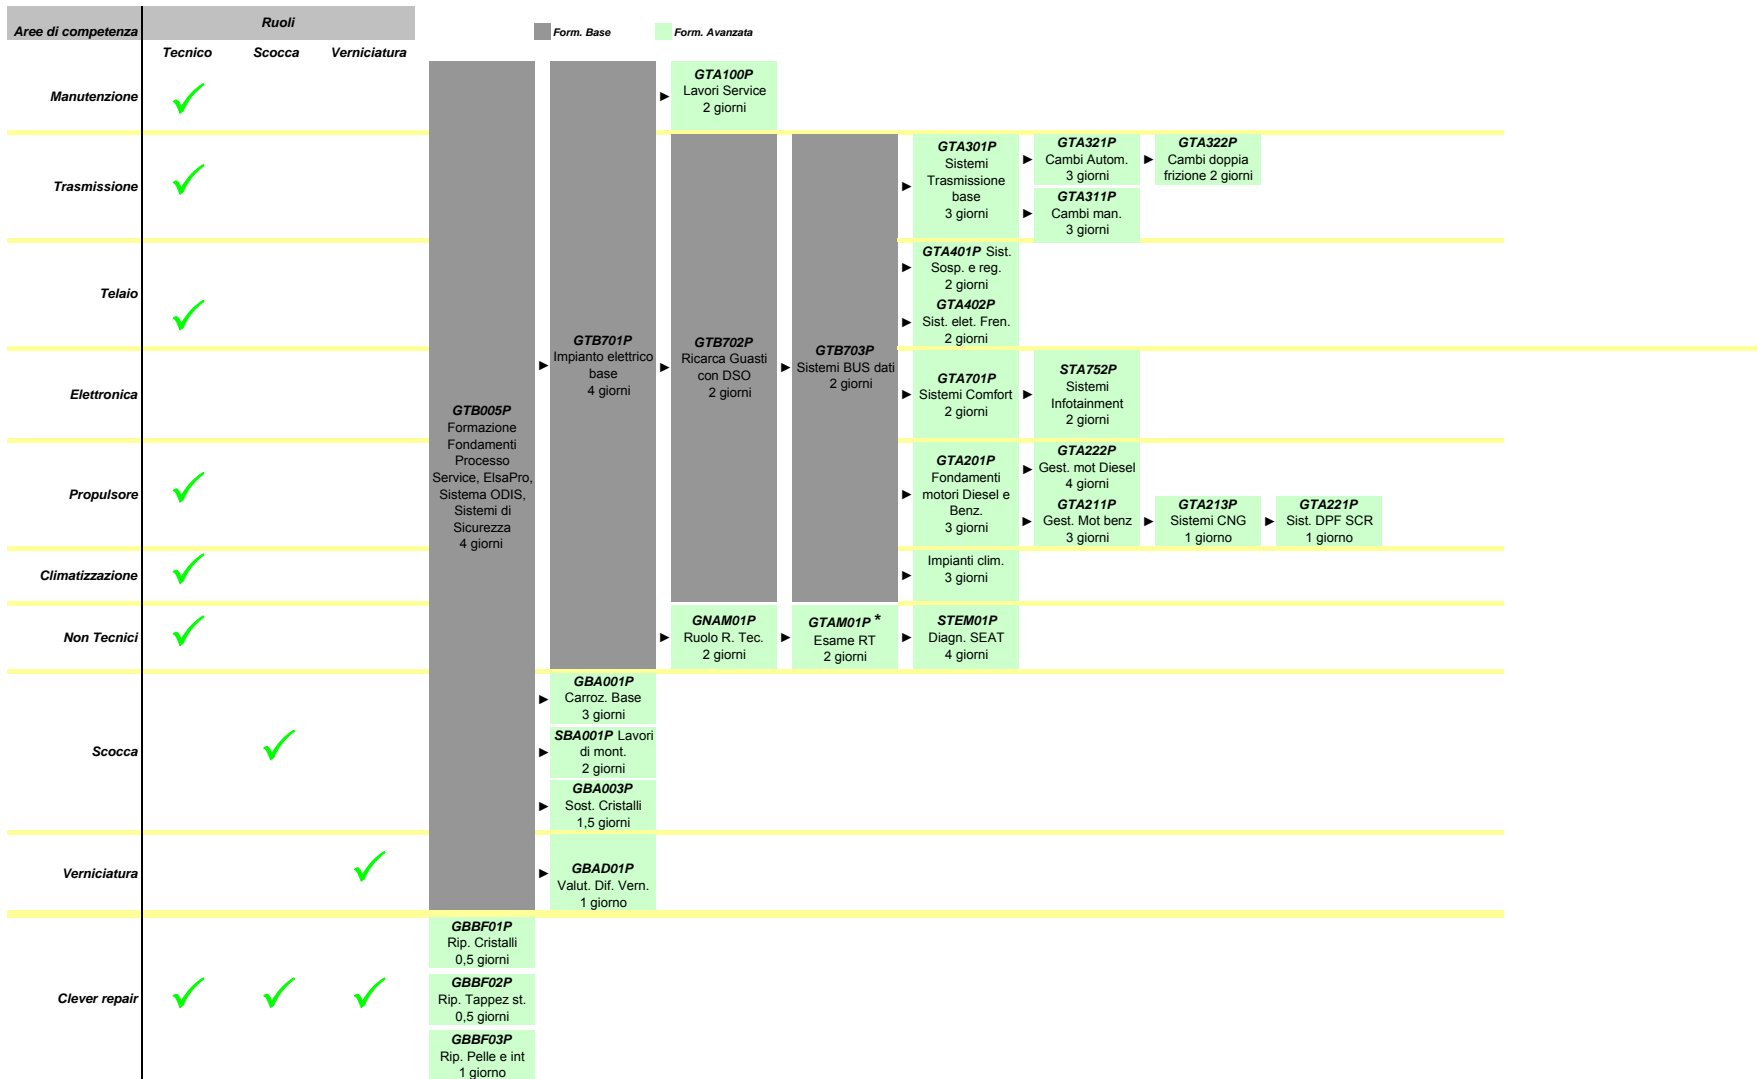 Aree di competenza
Ruoli
Tecnico
Scocca
Verniciatura
Form. Base
Form. Avanzata
Manutenzione
Trasmissione
Telaio
Elettronica
Propulsore
Climatizzazione
Non Tecnici
Scocca
Verniciatura
Clever repair
GTB005P
Formazione
Fondamenti
Processo
Service, ElsaPro,
Sistema ODIS,
Sistemi di
Sicurezza
4 giorni
GTB701P
Impianto elettrico
base
4 giorni
GTA100P
Lavori Service
2 giorni
GTB702P
Ricarca Guasti
con DSO
2 giorni
GTB703P
Sistemi BUS dati
2 giorni
GTA301P
Sistemi
Trasmissione
base
3 giorni
GTA321P
Cambi Autom.
3 giorni
GTA322P
Cambi doppia
frizione 2 giorni
GTA311P
Cambi man.
3 giorni
GTA401P Sist.
Sosp. e reg.
2 giorni
GTA402P
Sist. elet. Fren.
2 giorni
GTA701P
Sistemi Comfort
2 giorni
STA752P
Sistemi
Infotainment
2 giorni
GTA201P
Fondamenti
motori Diesel e
Benz.
3 giorni
GTA222P
Gest. mot Diesel
4 giorni
GTA211P
Gest. Mot benz
3 giorni
GTA213P
Sistemi CNG
1 giorno
GTA221P
Sist. DPF SCR
1 giorno
Impianti clim.
3 giorni
GNAM01P
Ruolo R. Tec.
2 giorni
GTAM01P *
Esame RT
2 giorni
STEM01P
Diagn. SEAT
4 giorni
GBA001P
Carroz. Base
3 giorni
SBA001P Lavori
di mont.
2 giorni
GBA003P
Sost. Cristalli
1,5 giorni
GBAD01P
Valut. Dif. Vern.
1 giorno
GBBF01P
Rip. Cristalli
0,5 giorni
GBBF02P
Rip. Tappez st.
0,5 giorni
GBBF03P
Rip. Pelle e int
1 giorno